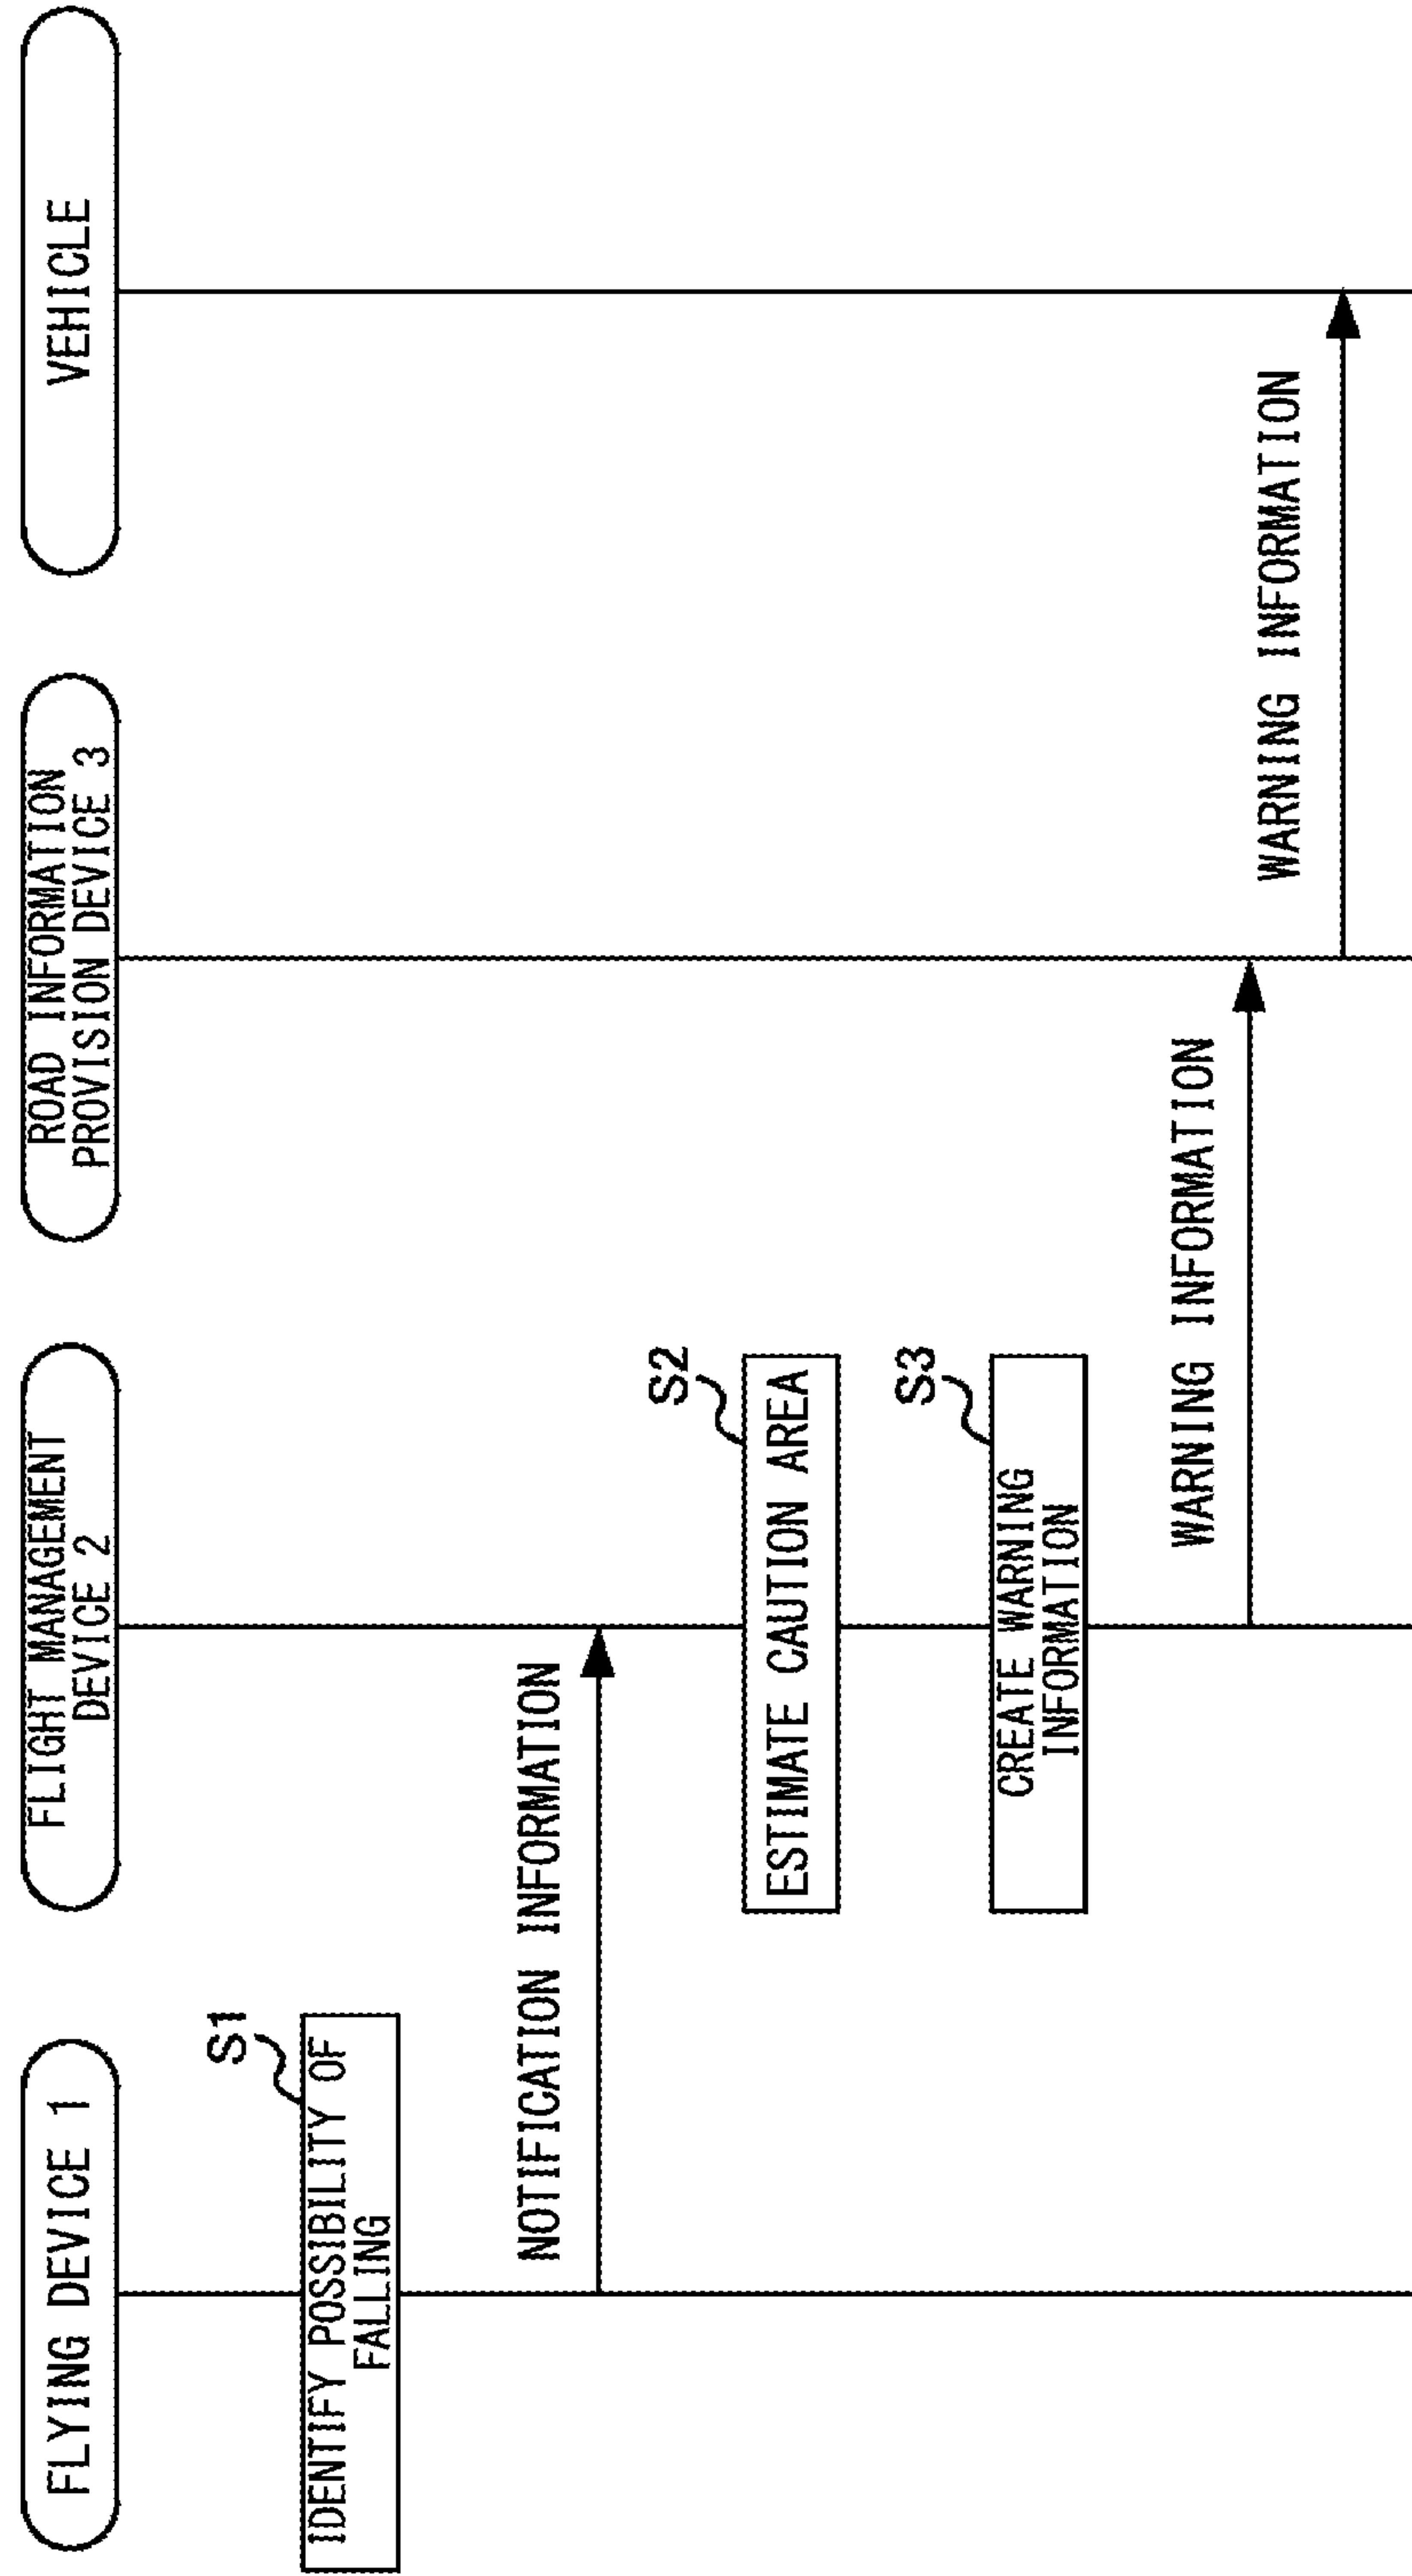 FLYING DEVICE 1
FLIGHT MANAGEMENT
DEVICE 2
ROAD INFORMATION
PROVISION DEVICE 3
VEHICLE
S1
IDENTIFY POSSIBILITY OF
FALLING
NOTIFICATION INFORMATION
S2
ESTIMATE CAUTION AREA
S3
CREATE WARNING
INFORMATION
WARNING INFORMATION
WARNING INFORMATION